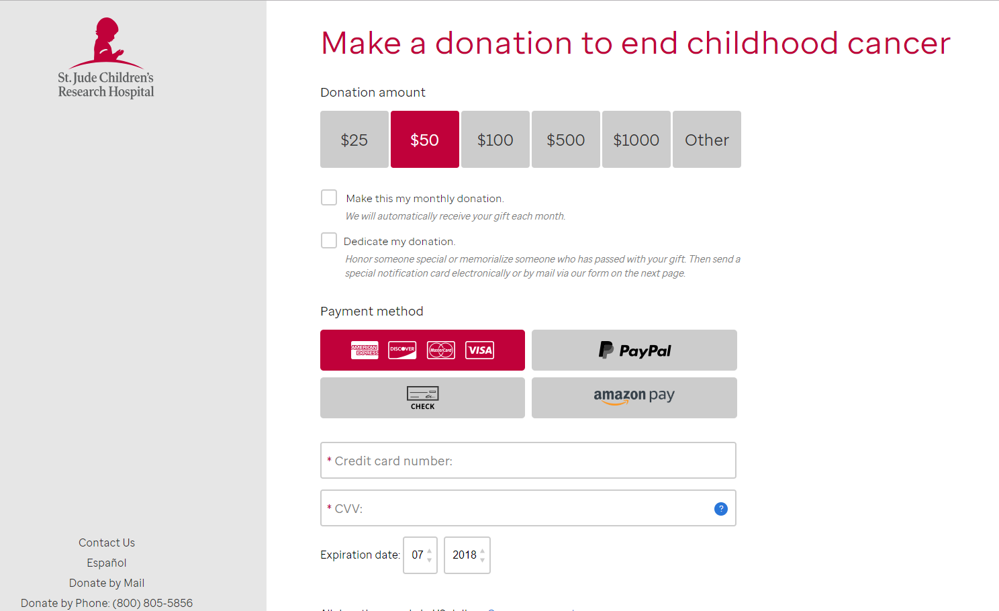 St. Jude Children's
Research Hospital
Make a donation to end childhood cancer
Donation amount
$25 $50 $100 $500 $1000 Other
Make this my monthly donation.
We will automatically receive your gift each month.
Dedicate my donation.
Honor someone special or memorialize someone who has passed with your gift. Then send a
special notification card electronically or by mail via our form on the next page.
Payment method
AMERICAN EXPRESS DISCOVER MasterCard VISA
PayPal
CHECK
amazon pay
* Credit card number:
* CVV: ?
Expiration date: 07 2018
Contact Us
Español
Donate by Mail
Donate by Phone: (800) 805-5856